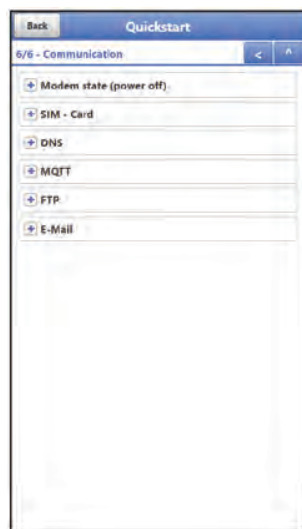 Back
Quickstart
6/6 - Communication
<
^
+ Modem state (power off)
+ SIM - Card
+ DNS
+ MQTT
+ FTP
+ E-Mail